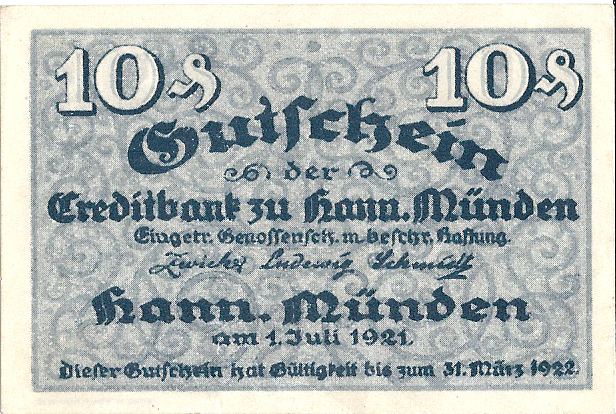 10 ₰ 10 ₰
Gutschein
der
Creditbank zu Hann. Münden
Eingetr. Genossensch. m. beschr. Haftung.
Zwicker Ludewig Schmidt
Hann. Münden
am 1. Juli 1921.
Dieser Gutschein hat Gültigkeit bis zum 31. März 1922.